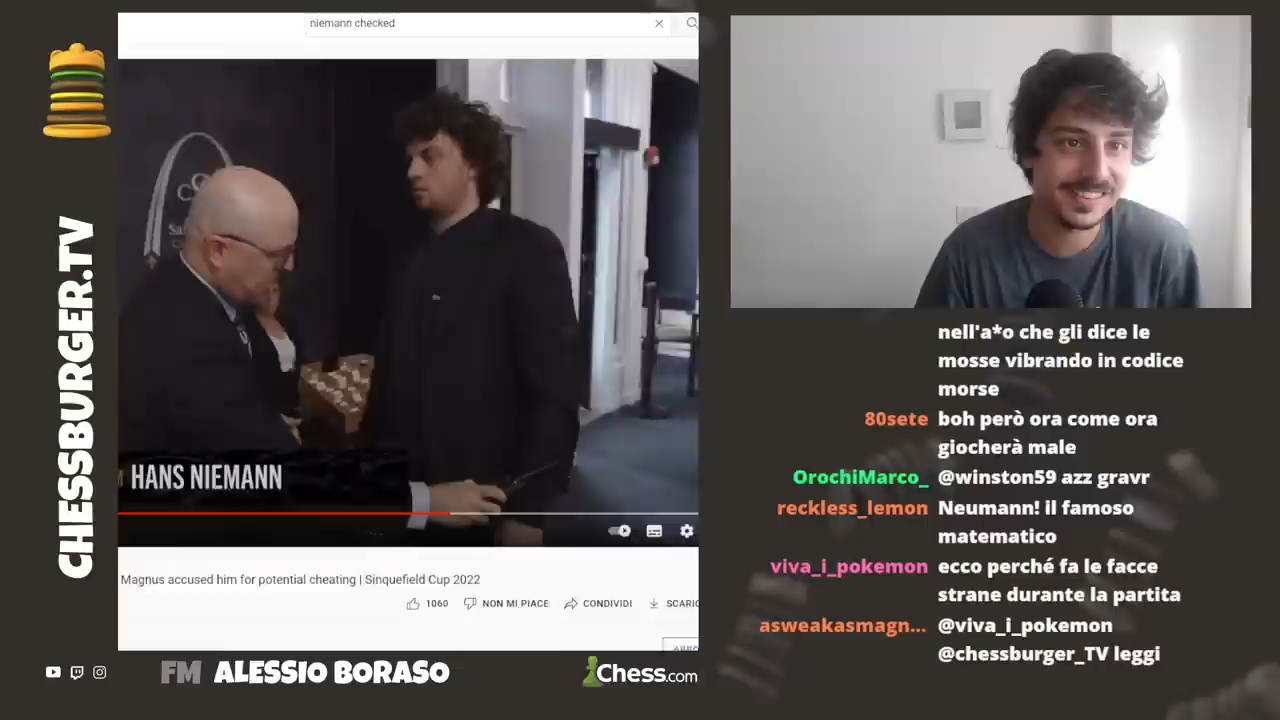 niemann checked
CHESSBURGER.TV
HANS NIEMANN
Magnus accused him for potential cheating | Sinquefield Cup 2022
1060 NON MI PIACE CONDIVIDI
FM ALESSIO BORASO
Chess.com
nell'a*o che gli dice le
mosse vibrando in codice
morse
80sete boh però ora come ora
giocherà male
OrochiMarco_ @winston59 azz gravr
reckless_lemon Neumann! il famoso
matematico
viva_i_pokemon ecco perché fa le facce
strane durante la partita
asweakasmagn... @viva_i_pokemon
@chessburger_TV leggi